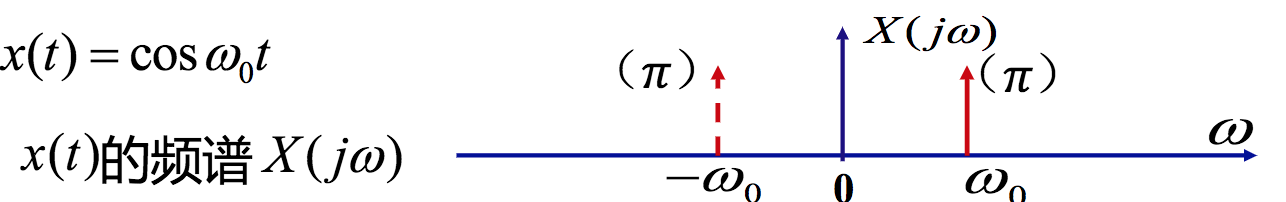 x(t) = cos ω₀t
X(jω)
(π)
(π)
x(t)的频谱 X(jω)
ω
−ω₀
0
ω₀